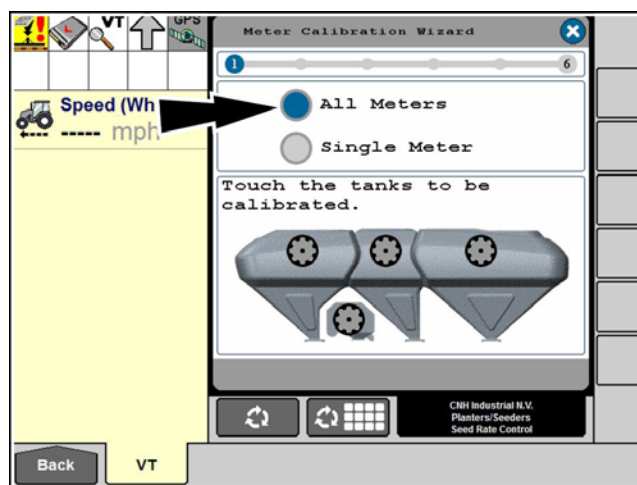 VT
GPS
L
Meter Calibration Wizard
1
6
Speed (Wh
----- mph
All Meters
Single Meter
Touch the tanks to be
calibrated.
CNH Industrial N.V.
Planters/Seeders
Seed Rate Control
Back
VT